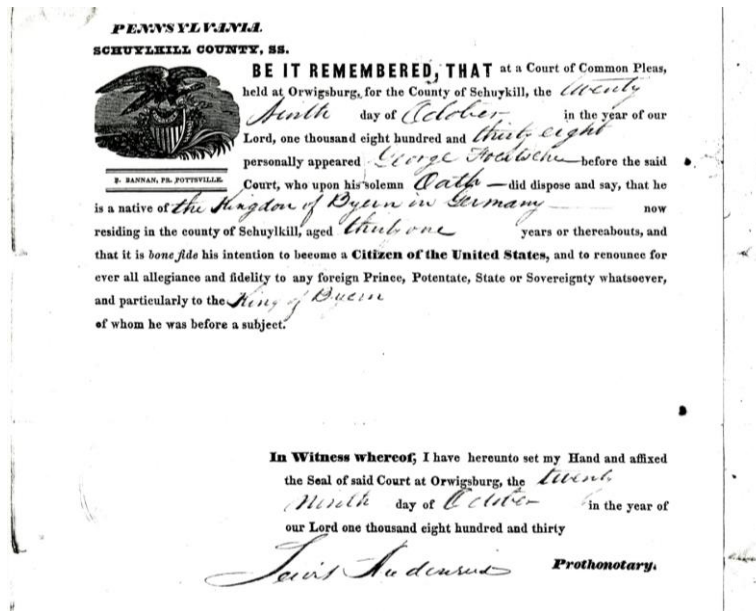 PENNSYLVANIA.
SCHUYLKILL COUNTY, SS.
BE IT REMEMBERED, THAT at a Court of Common Pleas,
held at Orwigsburg, for the County of Schuykill, the twenty
Ninth day of October in the year of our
Lord, one thousand eight hundred and thirty eight
personally appeared George before the said
B. BANNAN, PR. POTTSVILLE.
Court, who upon his solemn Oath did dispose and say, that he
is a native of the Kingdon of Byern in Germany now
residing in the county of Schuylkill, aged thirty one years or thereabouts, and
that it is bone fide his intention to become a Citizen of the United States, and to renounce for
ever all allegiance and fidelity to any foreign Prince, Potentate, State or Sovereignty whatsoever,
and particularly to the King of Byern
of whom he was before a subject.
In Witness whereof, I have hereunto set my Hand and affixed
the Seal of said Court at Orwigsburg, the twenty
Ninth day of October in the year of
our Lord one thousand eight hundred and thirty
Lewis Prothonotary.